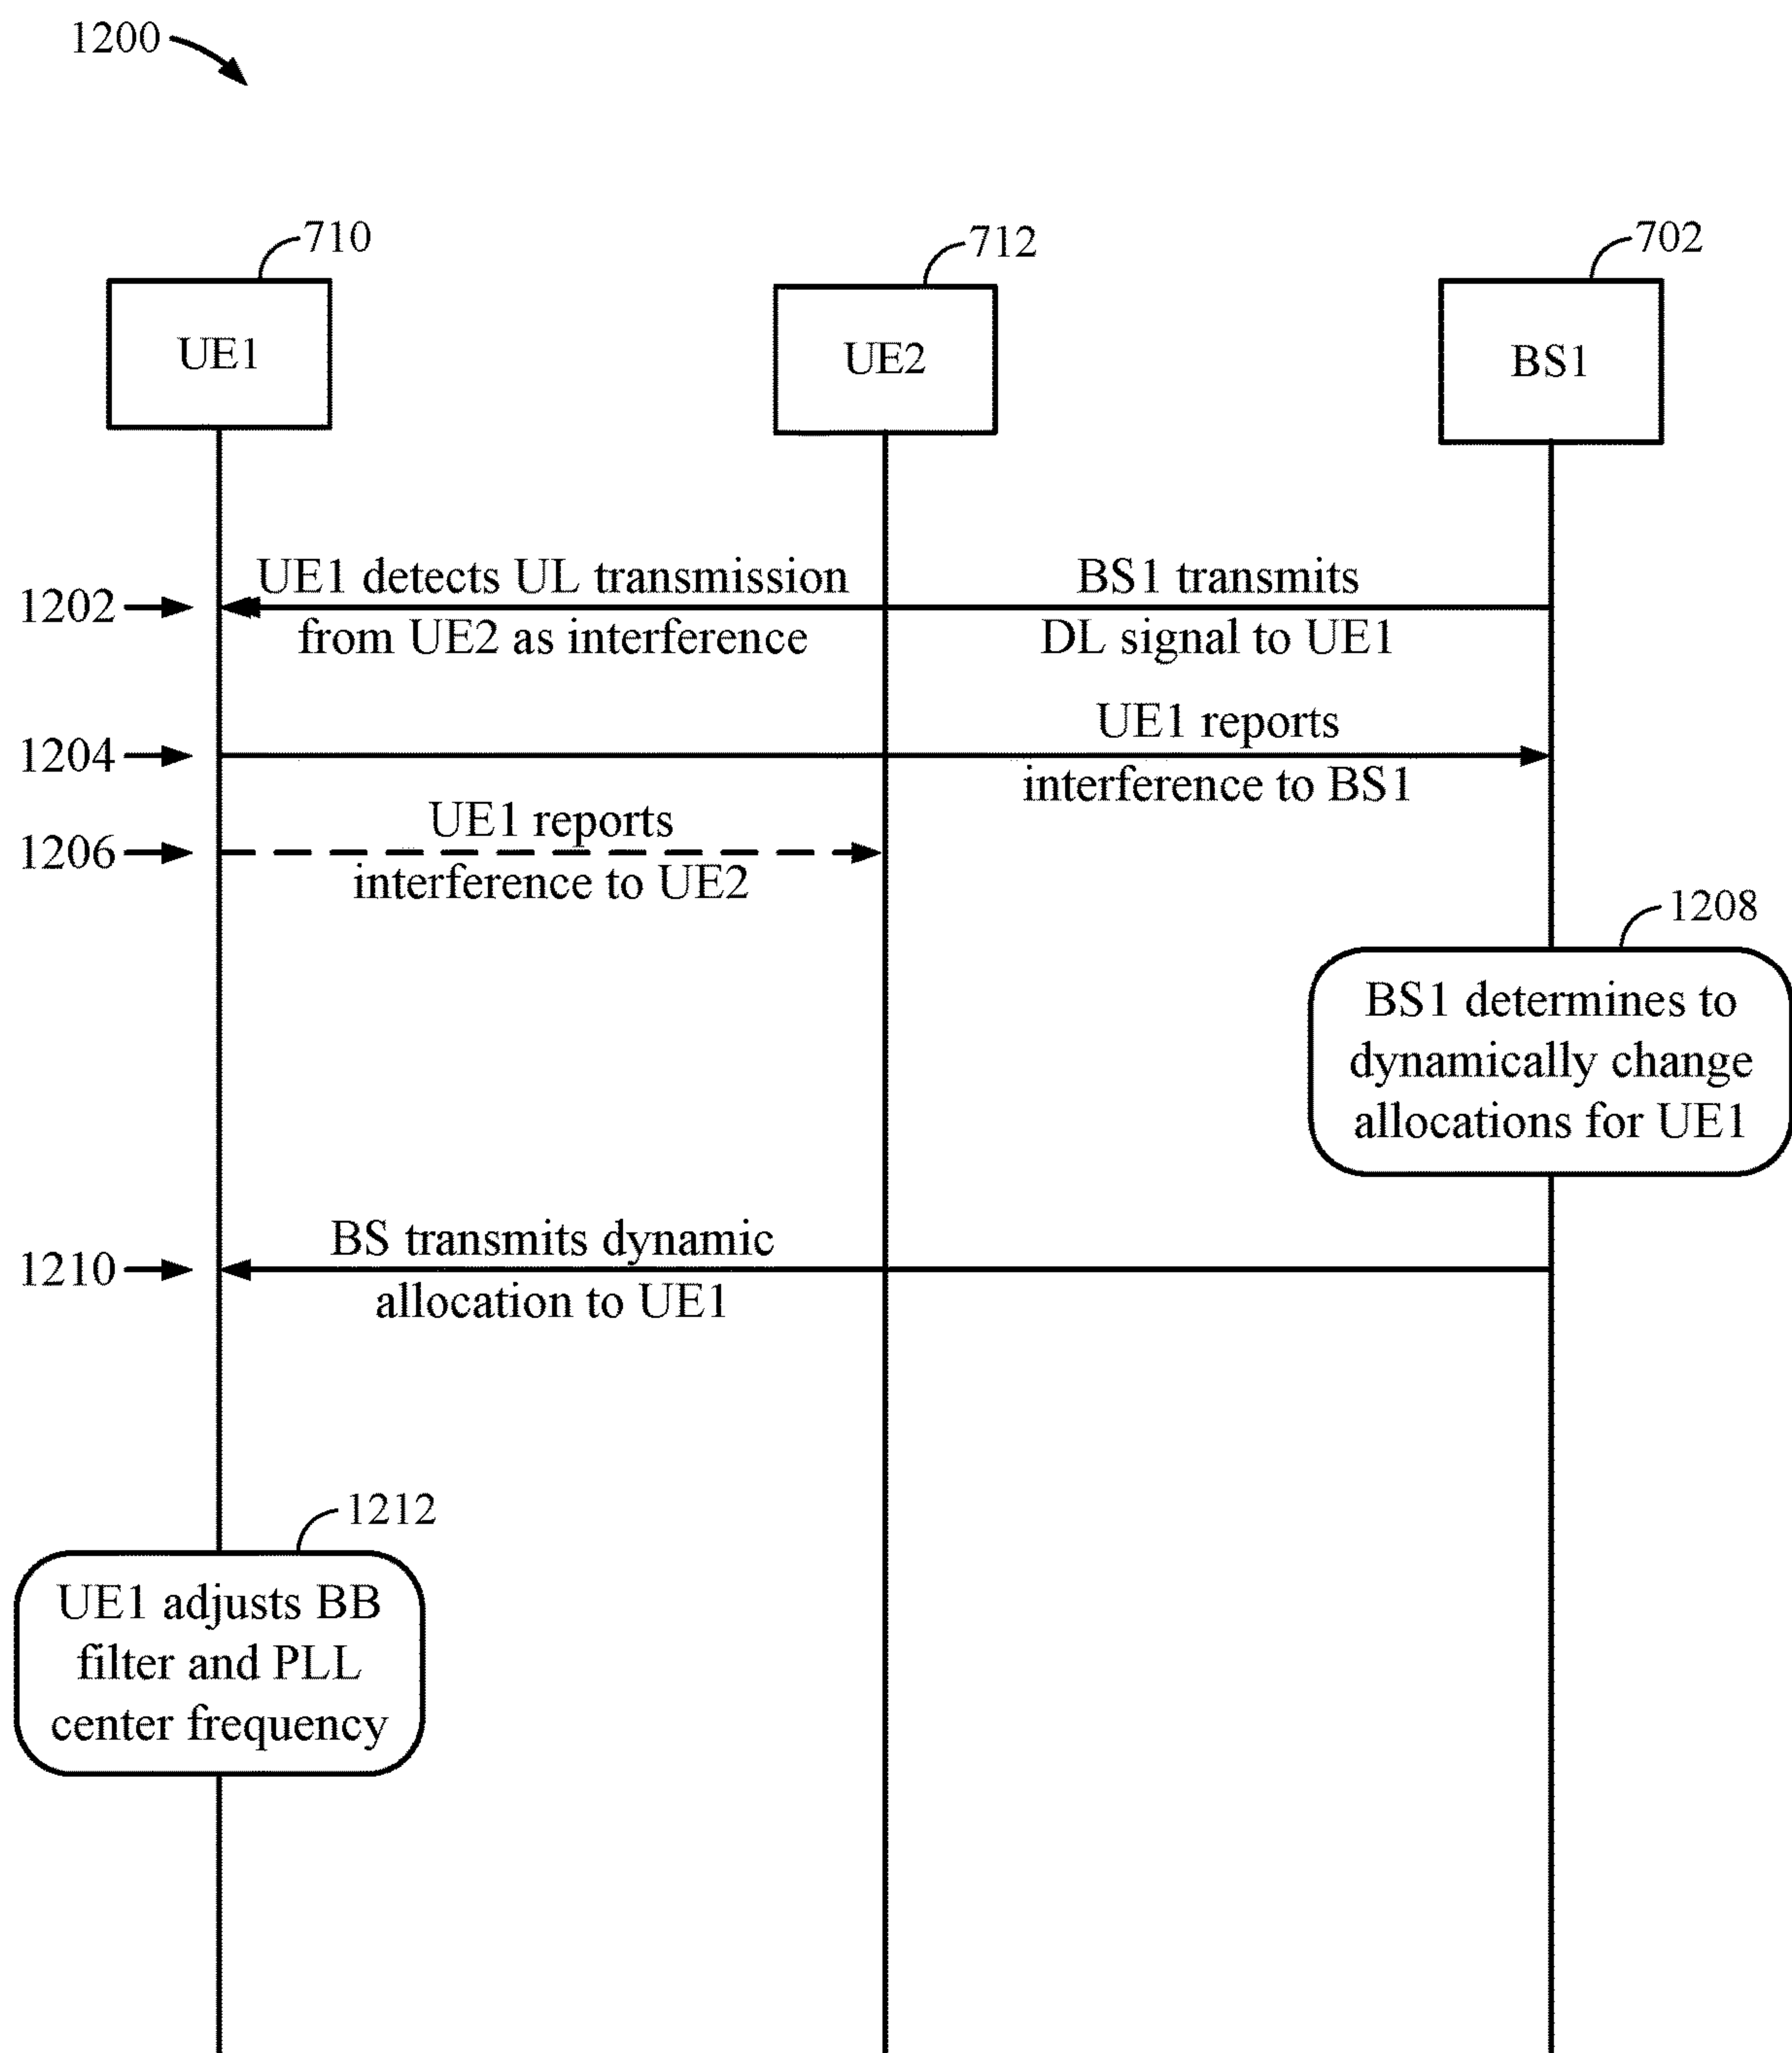 1200
710
712
702
UE1
UE2
BS1
1202
UE1 detects UL transmission
from UE2 as interference
BS1 transmits
DL signal to UE1
1204
UE1 reports
interference to BS1
1206
UE1 reports
interference to UE2
1208
BS1 determines to
dynamically change
allocations for UE1
1210
BS transmits dynamic
allocation to UE1
1212
UE1 adjusts BB
filter and PLL
center frequency